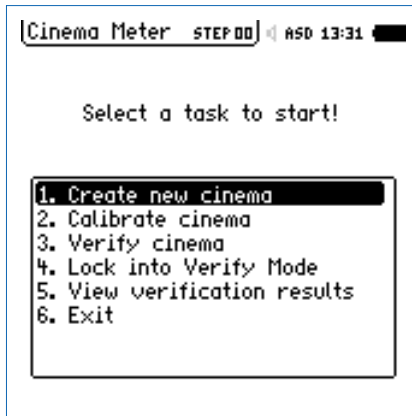 Cinema Meter STEP 00 ASD 13:31
Select a task to start!
1. Create new cinema
2. Calibrate cinema
3. Verify cinema
4. Lock into Verify Mode
5. View verification results
6. Exit